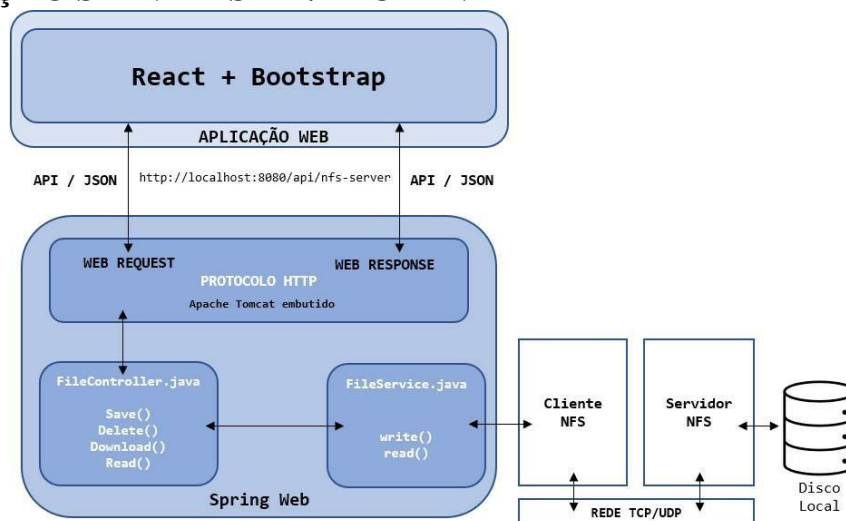 React + Bootstrap
APLICAÇÃO WEB
API / JSON
http://localhost:8080/api/nfs-server
API / JSON
WEB REQUEST
WEB RESPONSE
PROTOCOLO HTTP
Apache Tomcat embutido
FileController.java
Save()
Delete()
Download()
Read()
FileService.java
write()
read()
Spring Web
Cliente
NFS
Servidor
NFS
Disco
Local
REDE TCP/UDP